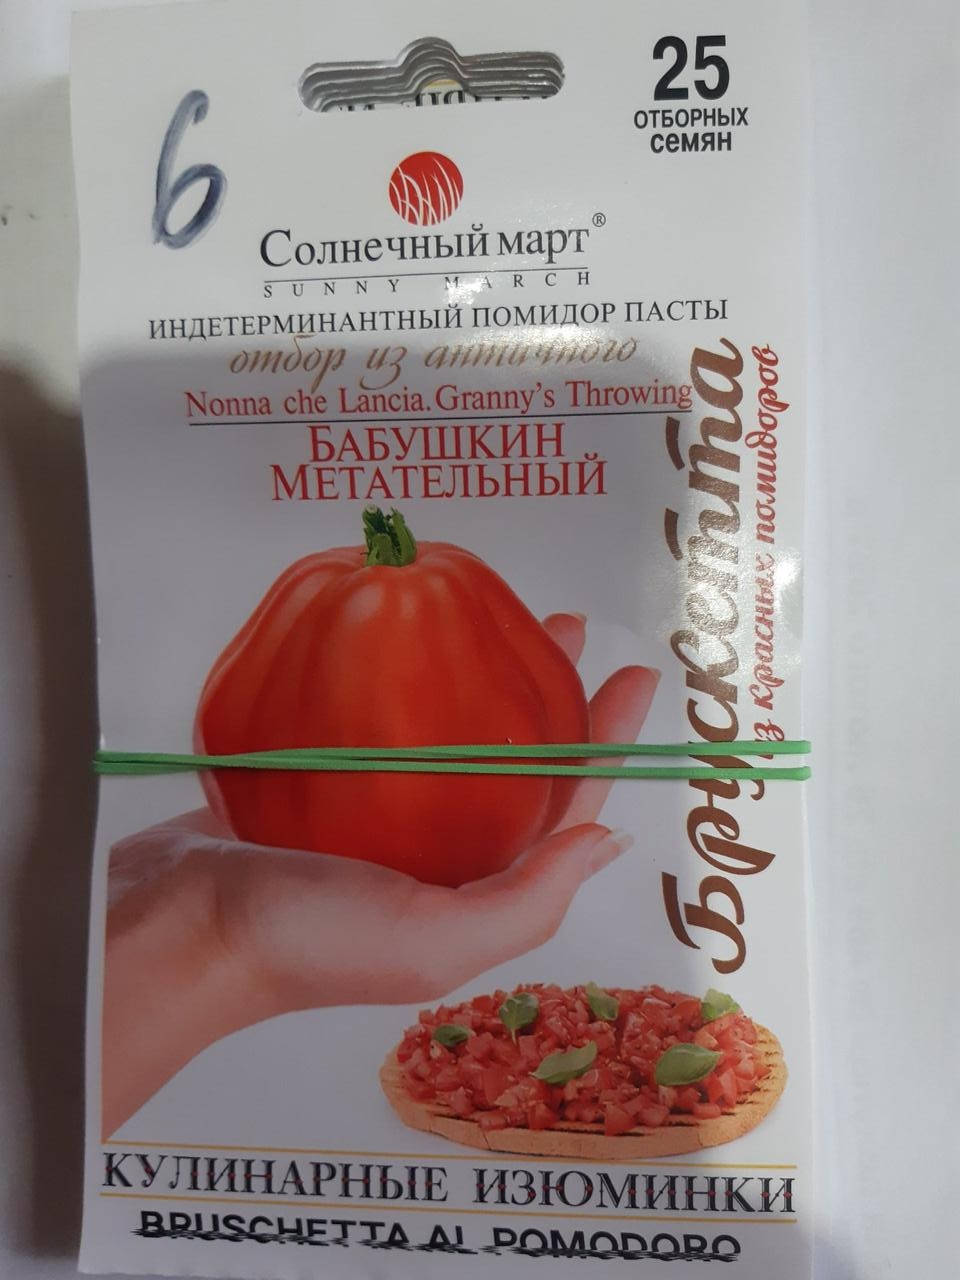 6
25
ОТБОРНЫХ
семян
Солнечный март®
SUNNY MARCH
ИНДЕТЕРМИНАНТНЫЙ ПОМИДОР ПАСТЫ
отбор из античного
Nonna che Lancia. Granny's Throwing
БАБУШКИН
МЕТАТЕЛЬНЫЙ
Брускетта
из красных помидоров
КУЛИНАРНЫЕ ИЗЮМИНКИ
BRUSCHETTA AL POMODORO